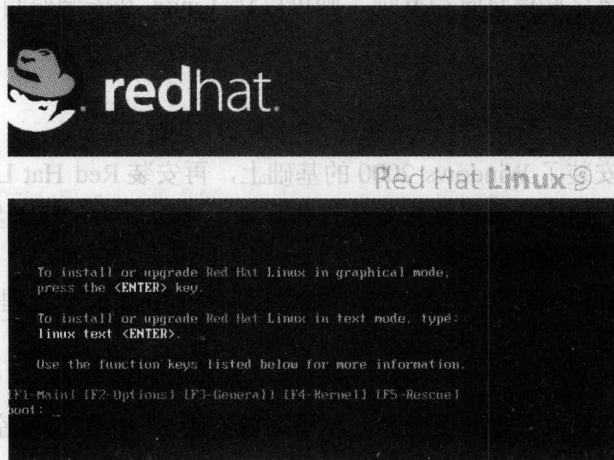 redhat.
Red Hat Linux 9
- To install or upgrade Red Hat Linux in graphical mode,
press the <ENTER> key.
- To install or upgrade Red Hat Linux in text mode, type:
linux text <ENTER>.
- Use the function keys listed below for more information.
[F1-Main] [F2-Options] [F3-General] [F4-Kernel] [F5-Rescue]
boot: _